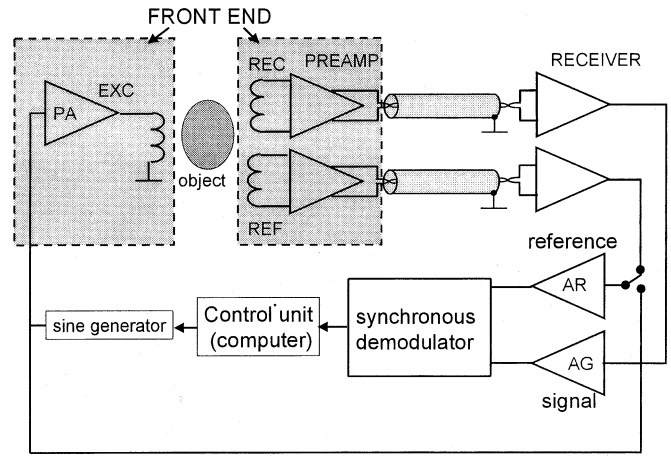 FRONT END
REC
PREAMP
RECEIVER
EXC
PA
object
REF
reference
AR
sine generator
Control unit
(computer)
synchronous
demodulator
AG
signal